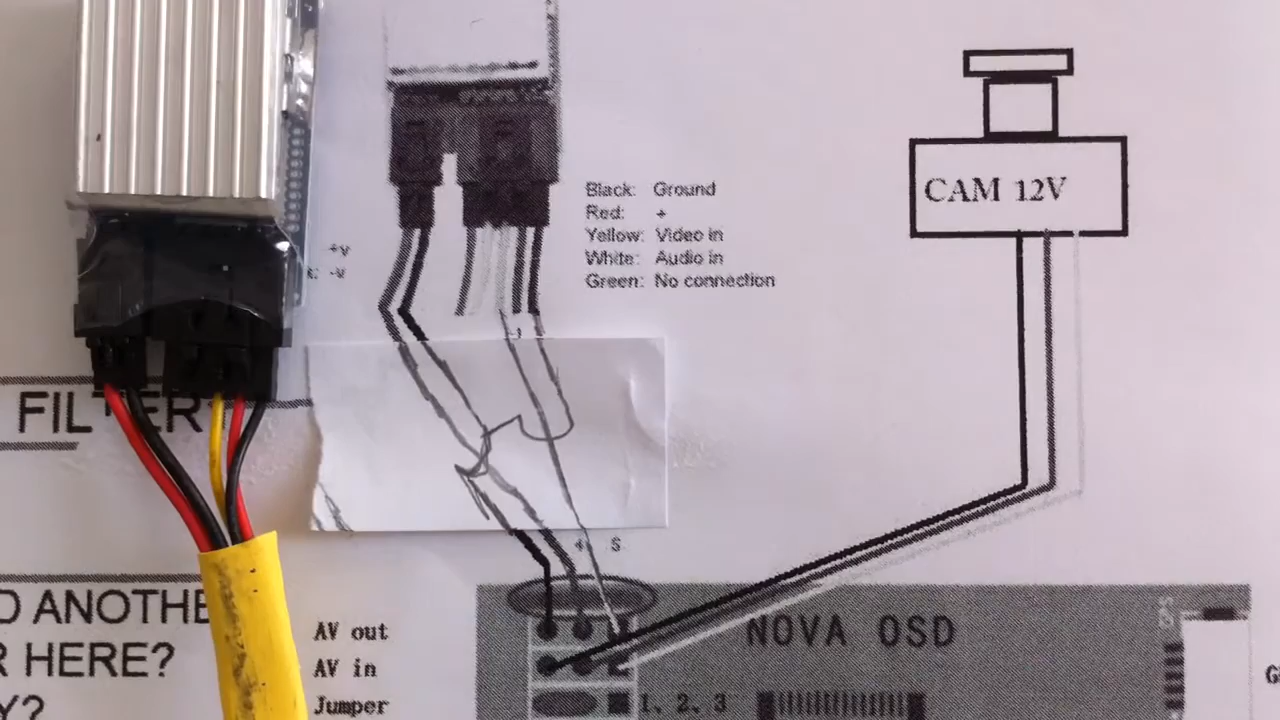 CAM 12V
Black: Ground
Red: +
Yellow: Video in
White: Audio in
Green: No connection
+v
-v
FILTER
+ S
AV out
AV in
Jumper
1, 2, 3
NOVA OSD
HERE?